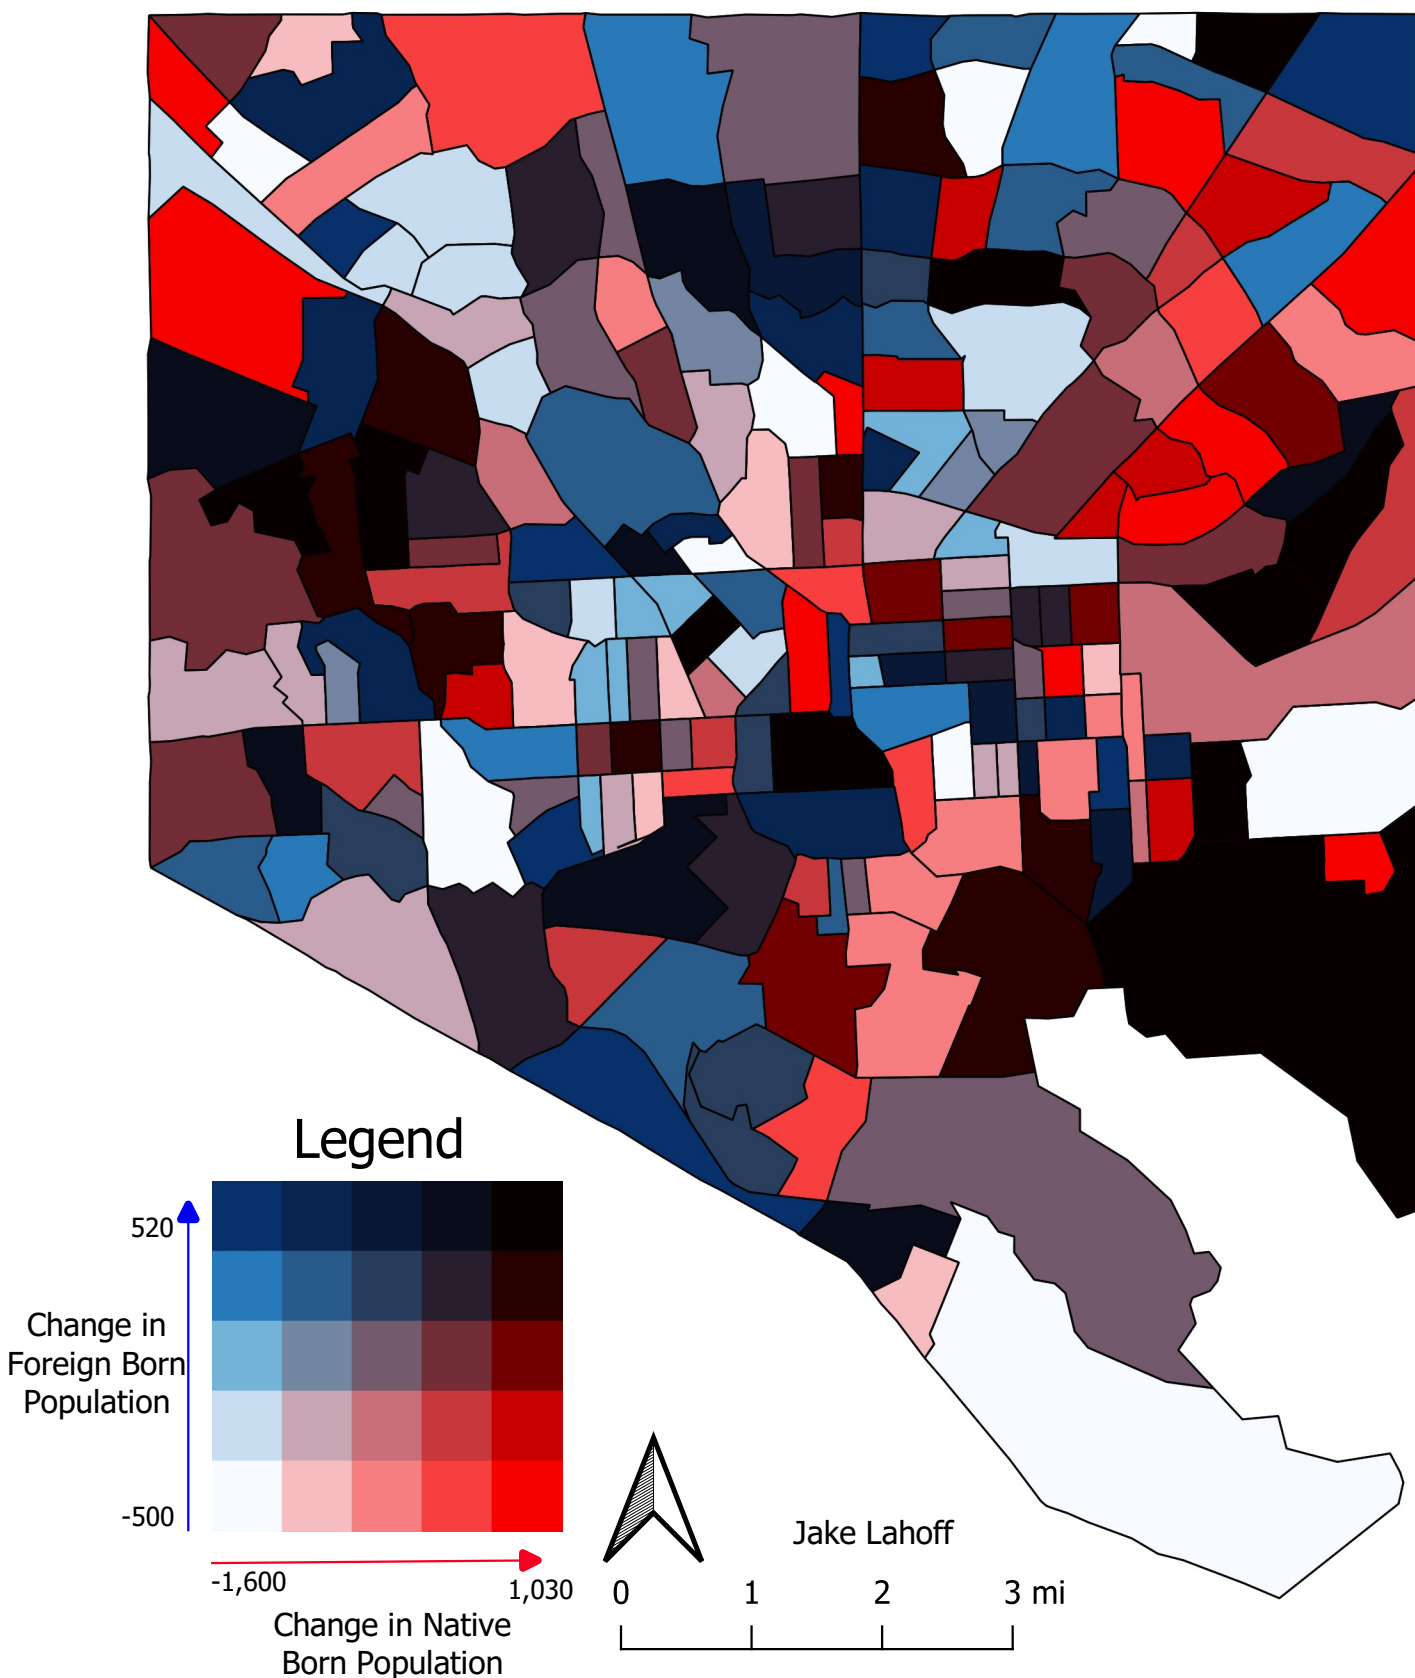 Legend
520
Change in
Foreign Born
Population
-500
-1,600
1,030
Change in Native
Born Population
Jake Lahoff
0 1 2 3 mi